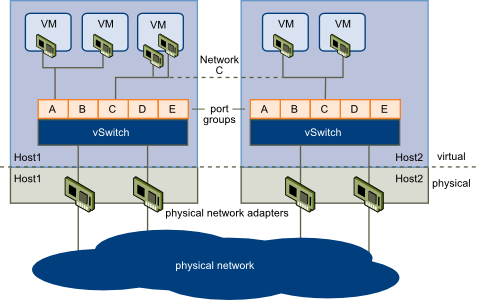 VM VM VM VM VM
Network
C
A B C D E
port
groups
A B C D E
vSwitch vSwitch
Host1 Host2 virtual
Host1 Host2 physical
physical network adapters
physical network